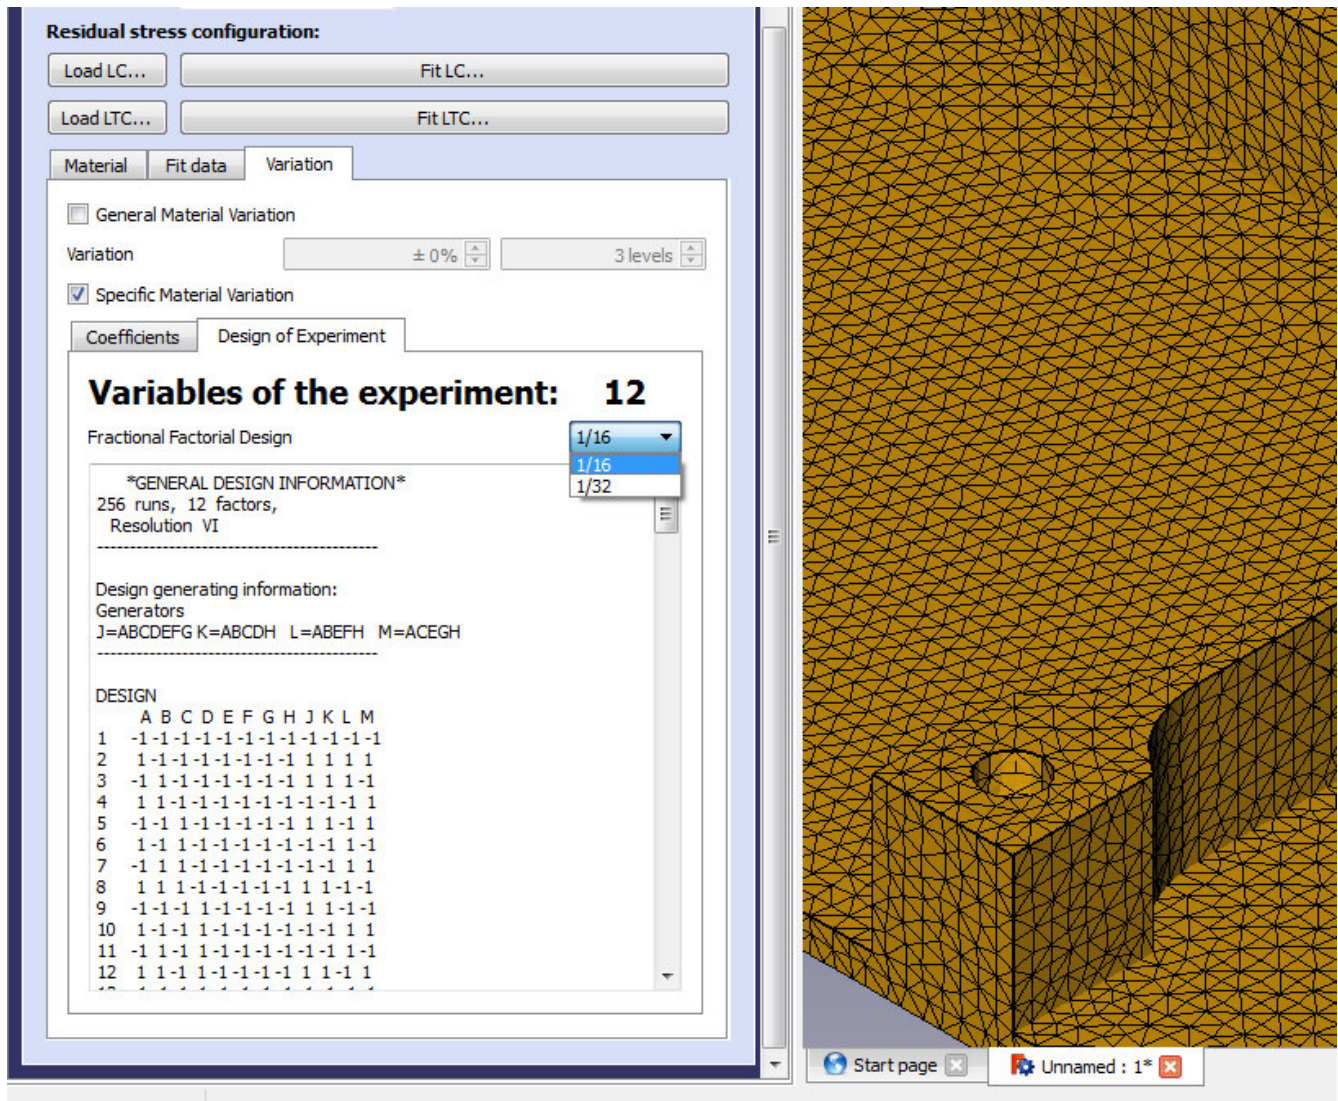 Residual stress configuration:
Load LC... Fit LC...
Load LTC... Fit LTC...
Material Fit data Variation
General Material Variation
Variation ± 0% 3 levels
Specific Material Variation
Coefficients Design of Experiment
Variables of the experiment: 12
Fractional Factorial Design 1/16
1/16
1/32
*GENERAL DESIGN INFORMATION*
256 runs, 12 factors,
Resolution VI
--------------------------------------------
Design generating information:
Generators
J=ABCDEFG K=ABCDH L=ABEFH M=ACEGH
--------------------------------------------
DESIGN
A B C D E F G H J K L M
1 -1 -1 -1 -1 -1 -1 -1 -1 -1 -1 -1 -1
2 1 -1 -1 -1 -1 -1 -1 -1 1 1 1 1
3 -1 1 -1 -1 -1 -1 -1 -1 1 1 1 -1
4 1 1 -1 -1 -1 -1 -1 -1 -1 -1 -1 1
5 -1 -1 1 -1 -1 -1 -1 -1 1 1 -1 1
6 1 -1 1 -1 -1 -1 -1 -1 -1 -1 1 -1
7 -1 1 1 -1 -1 -1 -1 -1 -1 -1 1 1
8 1 1 1 -1 -1 -1 -1 -1 1 1 -1 -1
9 -1 -1 -1 1 -1 -1 -1 -1 1 1 -1 -1
10 1 -1 -1 1 -1 -1 -1 -1 -1 -1 1 1
11 -1 1 -1 1 -1 -1 -1 -1 -1 -1 1 -1
12 1 1 -1 1 -1 -1 -1 -1 1 1 -1 1
Start page Unnamed : 1*